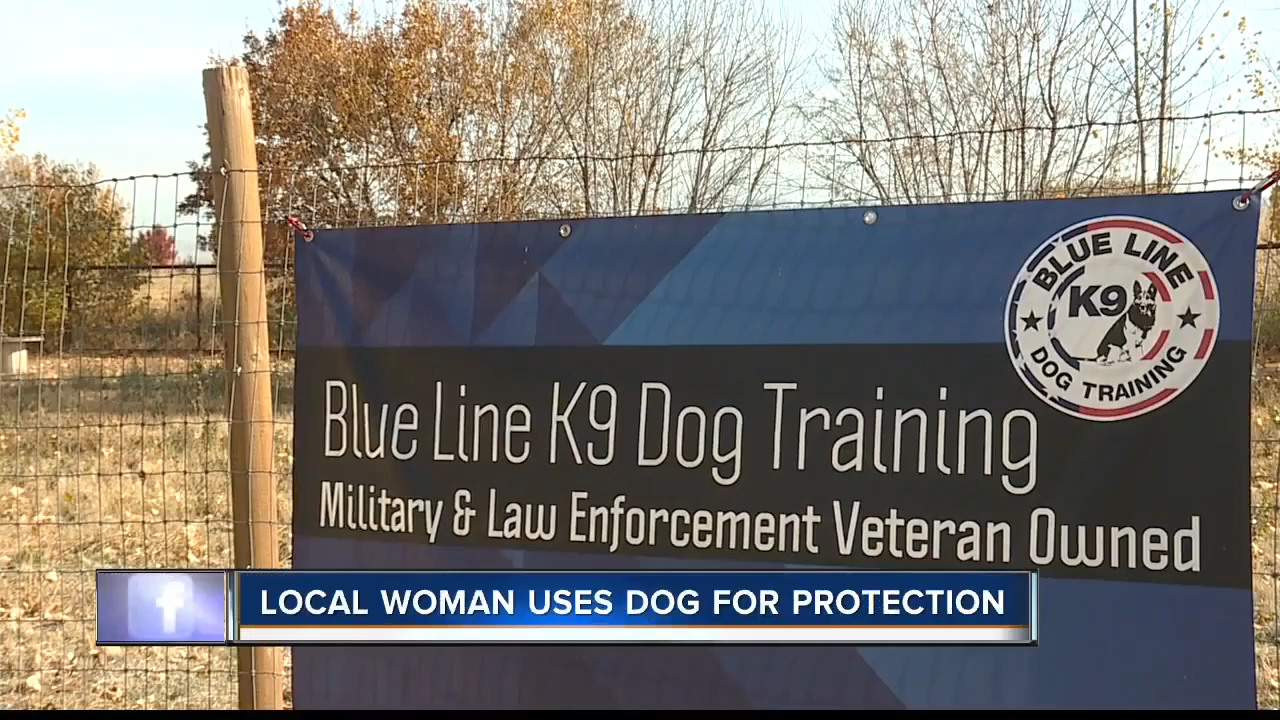 BLUE LINE
K9
DOG TRAINING
Blue Line K9 Dog Training
Military & Law Enforcement Veteran Owned
f
LOCAL WOMAN USES DOG FOR PROTECTION